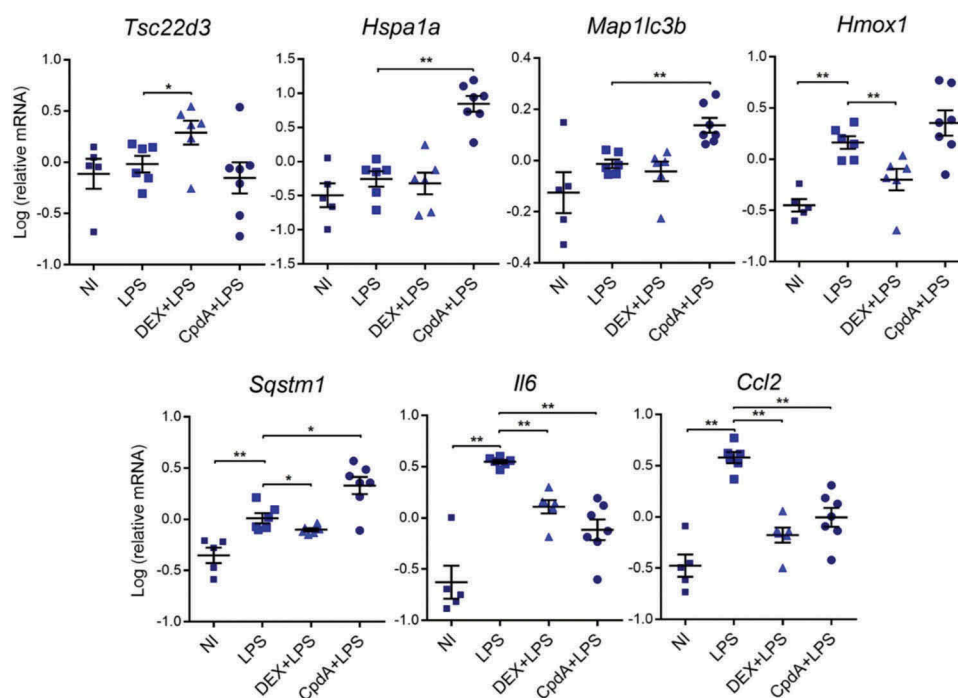 Tsc22d3
Hspa1a
Map1lc3b
Hmox1
Log (relative mRNA)
1.0
0.5
0.0
-0.5
-1.0
*
NI
LPS
DEX+LPS
CpdA+LPS
1.5
1.0
0.5
0.0
-0.5
-1.0
-1.5
**
NI
LPS
DEX+LPS
CpdA+LPS
0.4
0.2
0.0
-0.2
-0.4
**
NI
LPS
DEX+LPS
CpdA+LPS
1.0
0.5
0.0
-0.5
-1.0
**
**
NI
LPS
DEX+LPS
CpdA+LPS
Sqstm1
Il6
Ccl2
Log (relative mRNA)
1.0
0.5
0.0
-0.5
-1.0
*
**
*
NI
LPS
DEX+LPS
CpdA+LPS
1.0
0.5
0.0
-0.5
-1.0
**
**
**
NI
LPS
DEX+LPS
CpdA+LPS
1.0
0.5
0.0
-0.5
-1.0
**
**
**
NI
LPS
DEX+LPS
CpdA+LPS